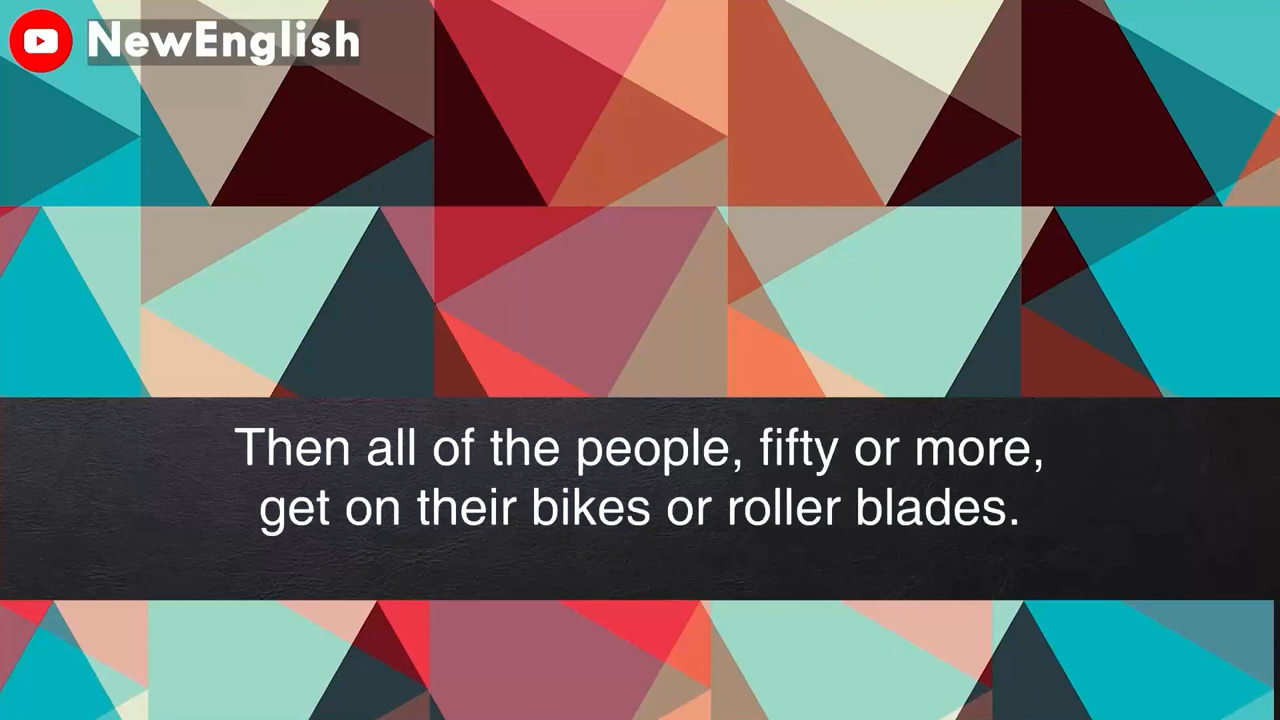 NewEnglish
Then all of the people, fifty or more,
get on their bikes or roller blades.